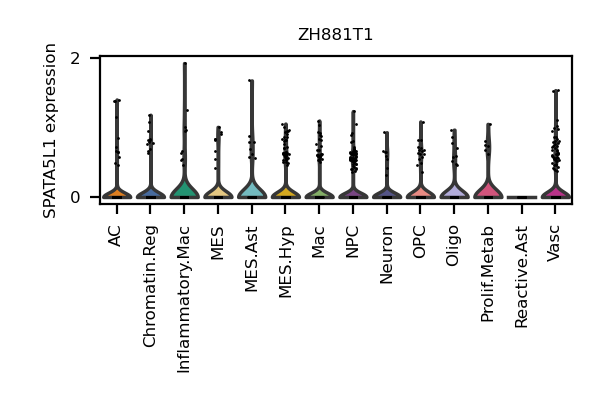 ZH881T1
SPATA5L1 expression
2
0
AC
Chromatin.Reg
Inflammatory.Mac
MES
MES.Ast
MES.Hyp
Mac
NPC
Neuron
OPC
Oligo
Prolif.Metab
Reactive.Ast
Vasc